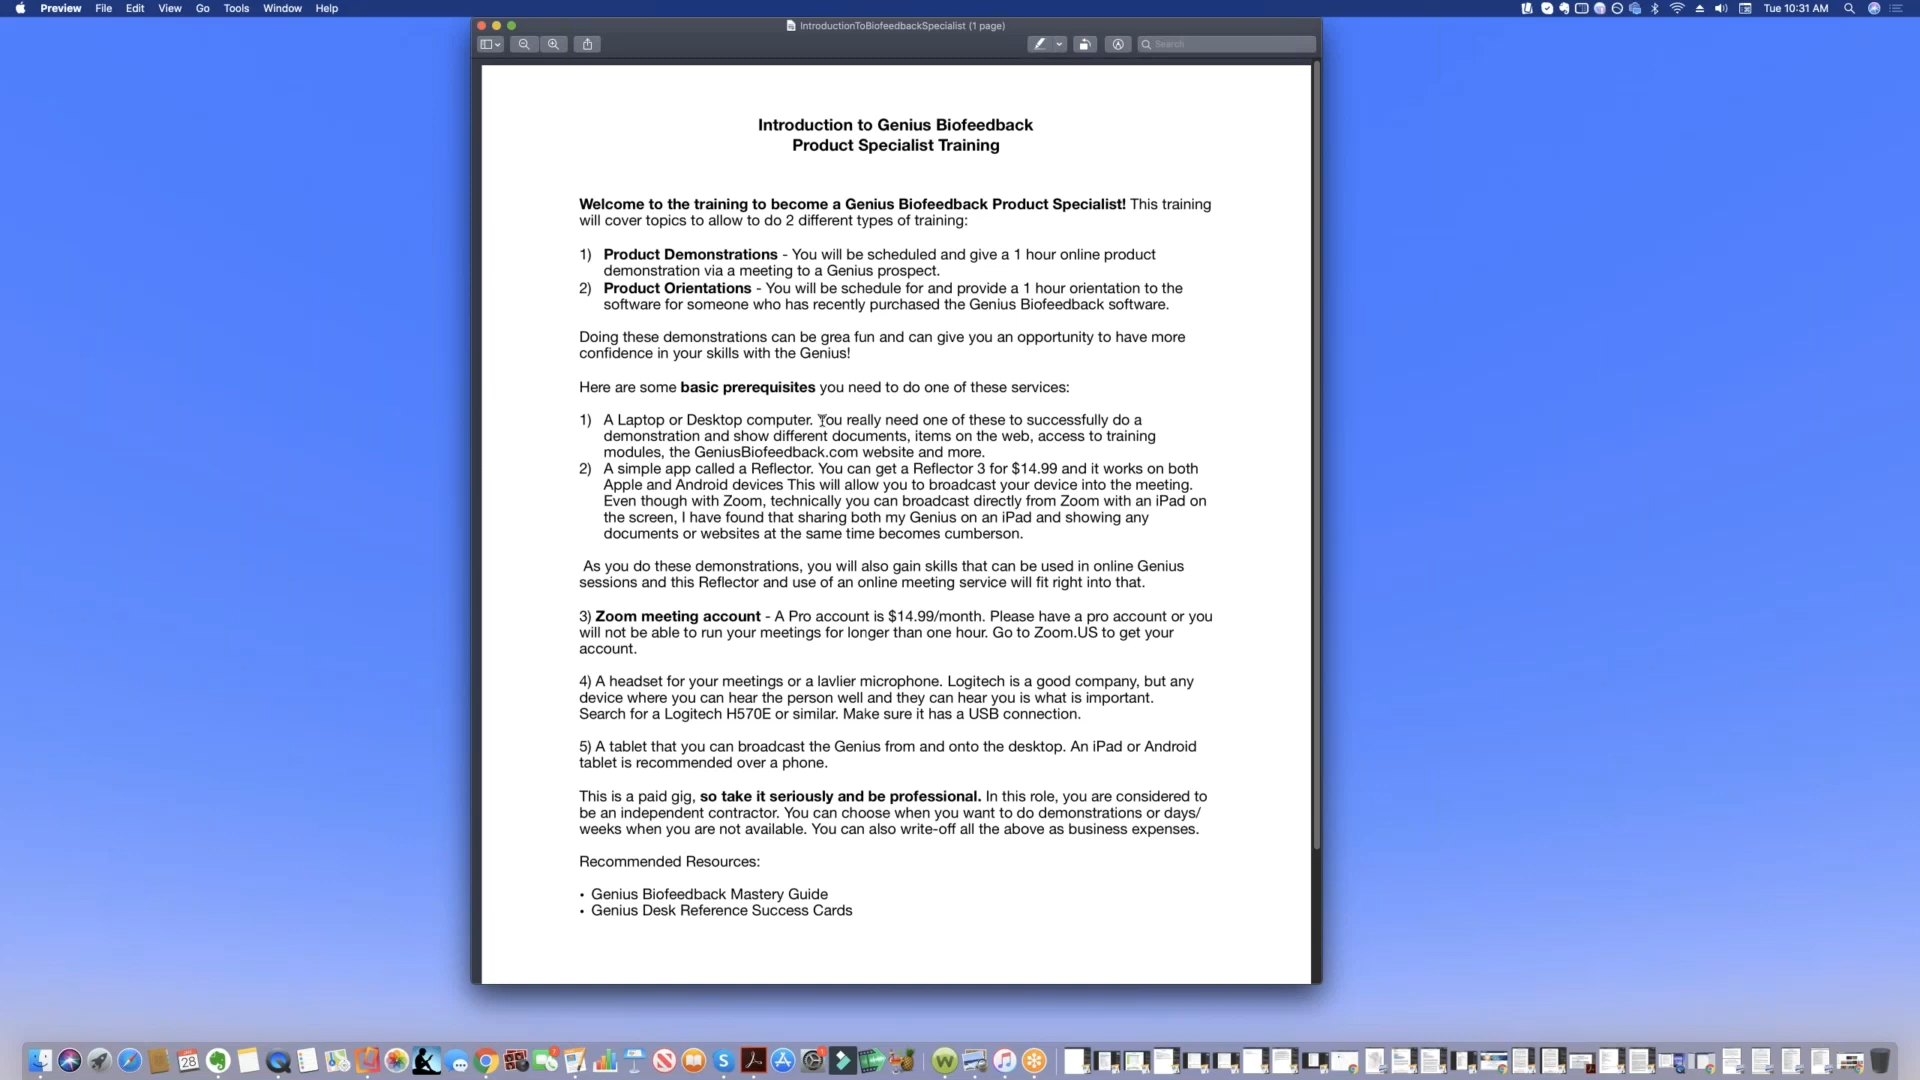 Preview File Edit View Go Tools Window Help
Tue 10:31 AM
IntroductionToBiofeedbackSpecialist (1 page)
Search
Introduction to Genius Biofeedback
Product Specialist Training
Welcome to the training to become a Genius Biofeedback Product Specialist! This training
will cover topics to allow to do 2 different types of training:
1) Product Demonstrations - You will be scheduled and give a 1 hour online product
demonstration via a meeting to a Genius prospect.
2) Product Orientations - You will be schedule for and provide a 1 hour orientation to the
software for someone who has recently purchased the Genius Biofeedback software.
Doing these demonstrations can be grea fun and can give you an opportunity to have more
confidence in your skills with the Genius!
Here are some basic prerequisites you need to do one of these services:
1) A Laptop or Desktop computer. You really need one of these to successfully do a
demonstration and show different documents, items on the web, access to training
modules, the GeniusBiofeedback.com website and more.
2) A simple app called a Reflector. You can get a Reflector 3 for $14.99 and it works on both
Apple and Android devices This will allow you to broadcast your device into the meeting.
Even though with Zoom, technically you can broadcast directly from Zoom with an iPad on
the screen, I have found that sharing both my Genius on an iPad and showing any
documents or websites at the same time becomes cumberson.
As you do these demonstrations, you will also gain skills that can be used in online Genius
sessions and this Reflector and use of an online meeting service will fit right into that.
3) Zoom meeting account - A Pro account is $14.99/month. Please have a pro account or you
will not be able to run your meetings for longer than one hour. Go to Zoom.US to get your
account.
4) A headset for your meetings or a lavlier microphone. Logitech is a good company, but any
device where you can hear the person well and they can hear you is what is important.
Search for a Logitech H570E or similar. Make sure it has a USB connection.
5) A tablet that you can broadcast the Genius from and onto the desktop. An iPad or Android
tablet is recommended over a phone.
This is a paid gig, so take it seriously and be professional. In this role, you are considered to
be an independent contractor. You can choose when you want to do demonstrations or days/
weeks when you are not available. You can also write-off all the above as business expenses.
Recommended Resources:
• Genius Biofeedback Mastery Guide
• Genius Desk Reference Success Cards
28